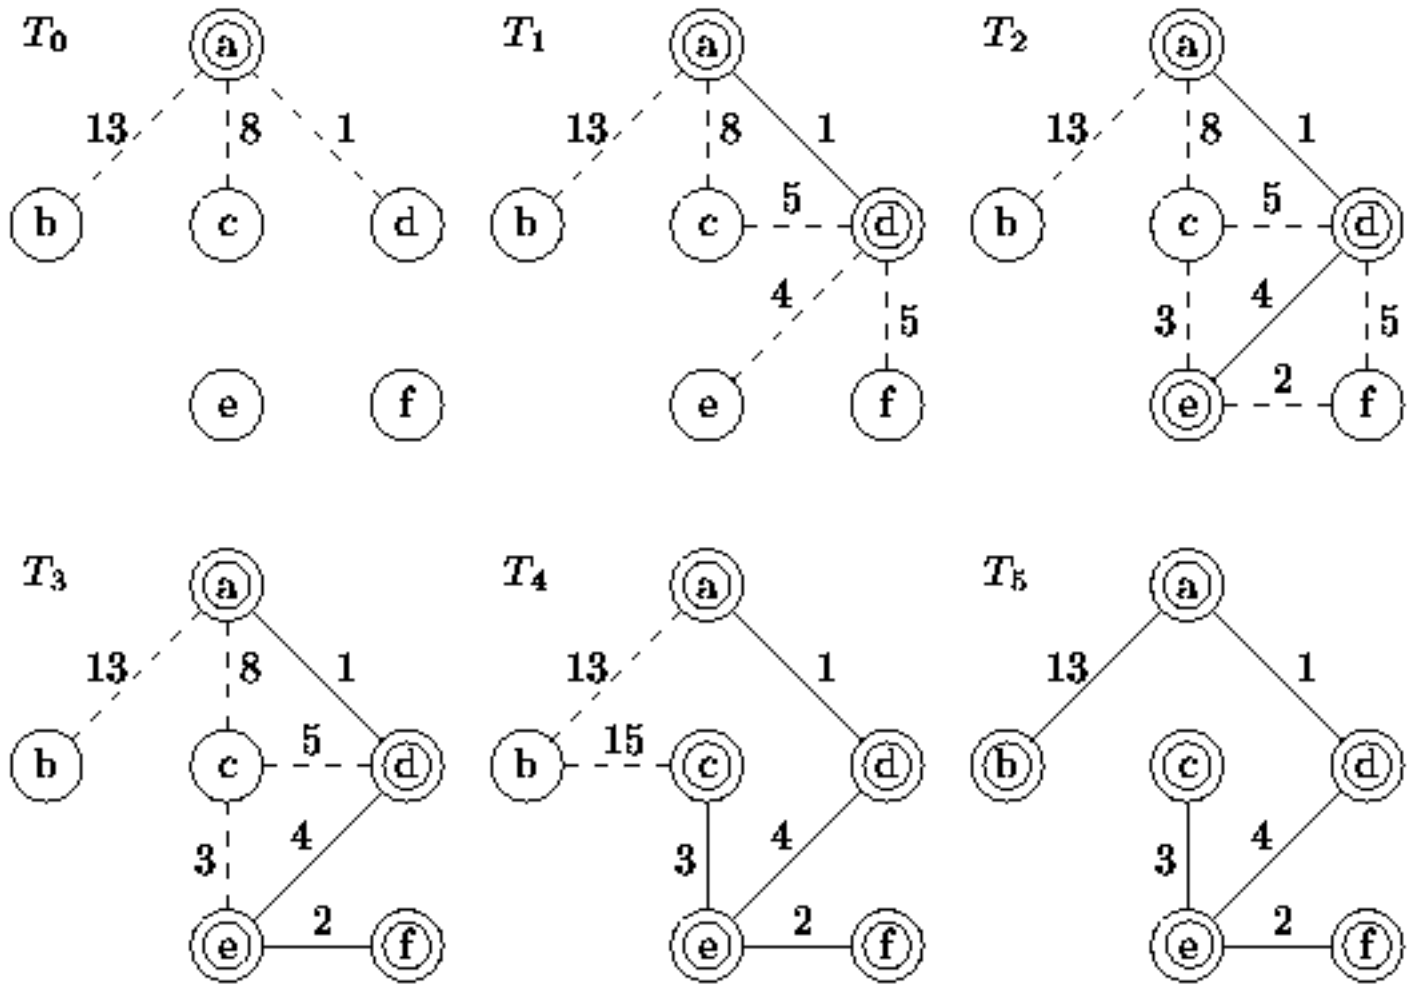 T0 a T1 a T2 a
13 8 1 13 8 1 13 8 1
b c d b c 5 d b c 5 d
4 5 3 4 5
e f e f e 2 f
T3 a T4 a T5 a
13 8 1 13 1 13 1
b c 5 d b 15 c d b c d
3 4 3 4 3 4
e 2 f e 2 f e 2 f